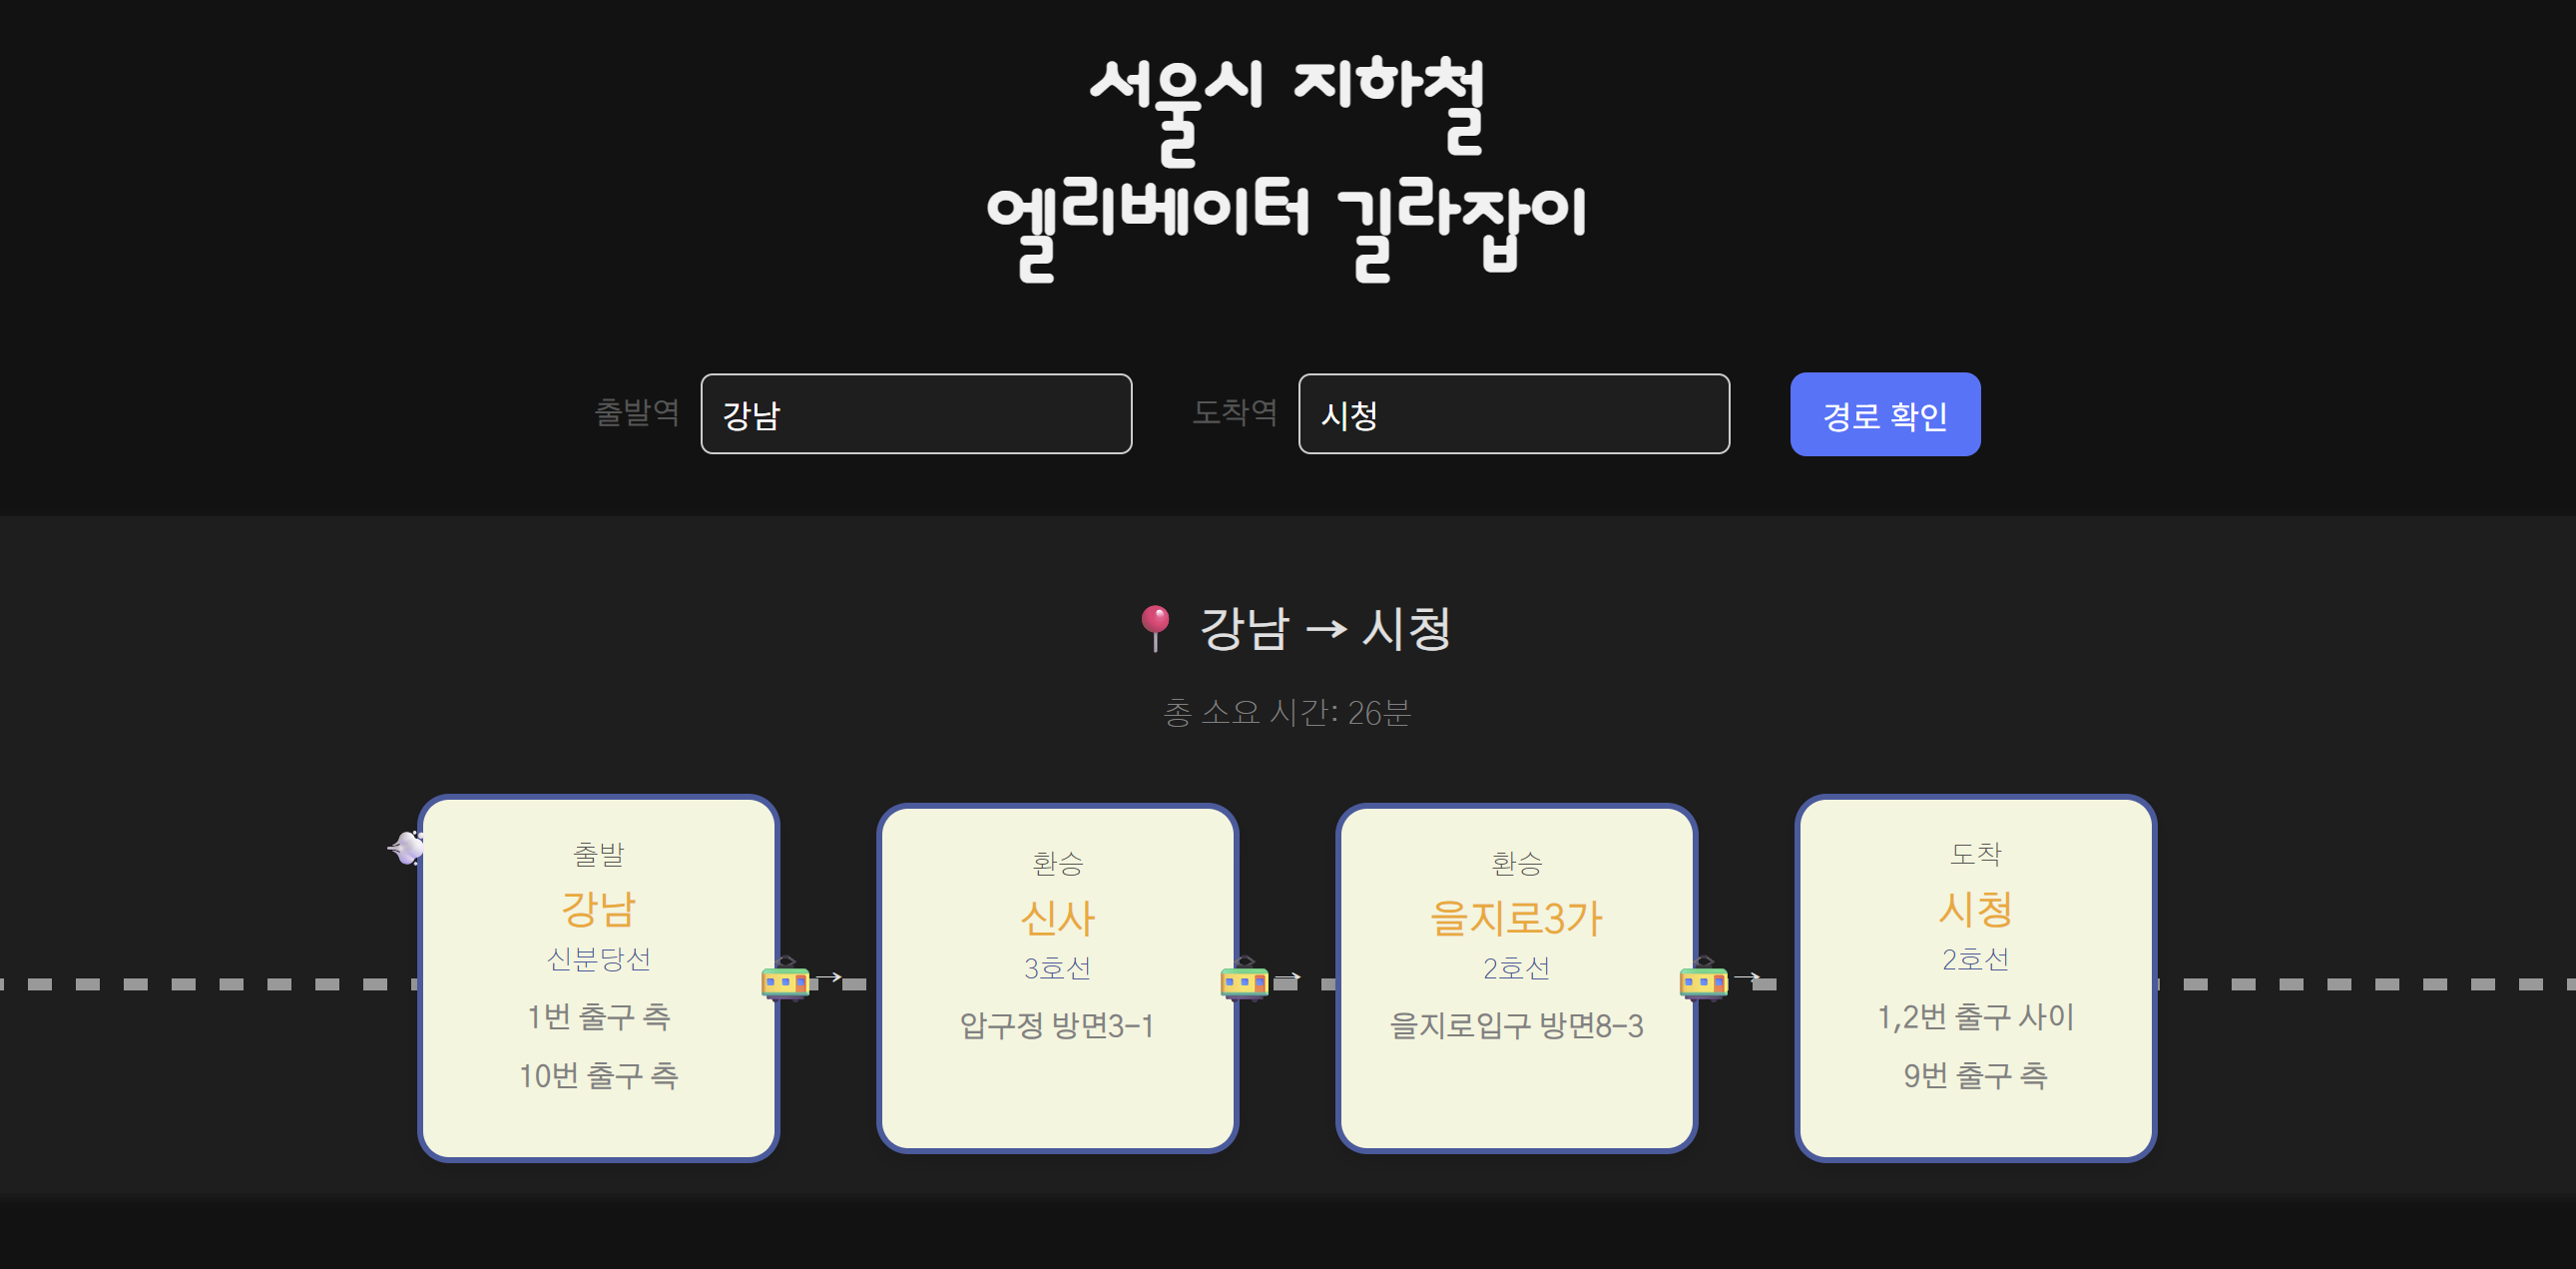 서울시 지하철
엘리베이터 길라잡이
출발역 강남 도착역 시청 경로 확인
강남 → 시청
총 소요 시간: 26분
출발
강남
신분당선
1번 출구 측
10번 출구 측
→
환승
신사
3호선
압구정 방면3-1
→
환승
을지로3가
2호선
을지로입구 방면8-3
→
도착
시청
2호선
1,2번 출구 사이
9번 출구 측